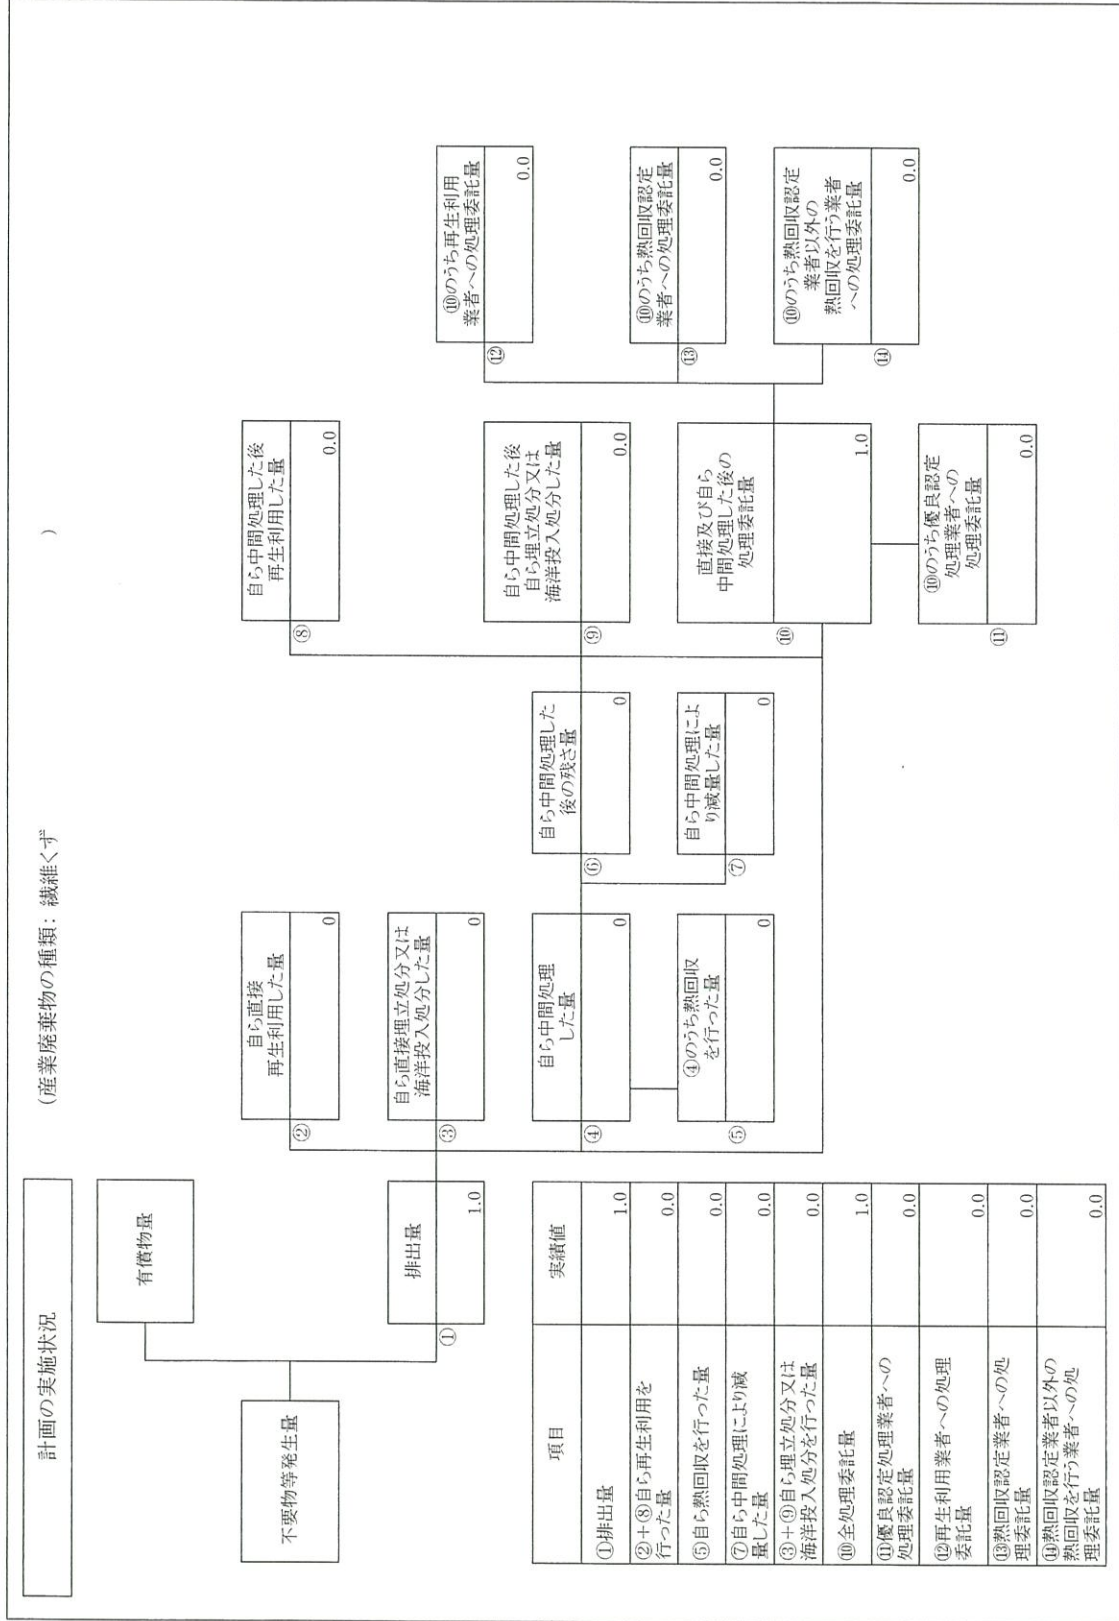 計画の実施状況
(産業廃棄物の種類: 繊維くず
)
不要物等発生量
有償物量
排出量
①
1.0
自ら直接
再生利用した量
②
0
自ら直接埋立処分又は
海洋投入処分した量
③
0
自ら中間処理
した量
④
0
④のうち熱回収
を行った量
⑤
0
自ら中間処理した
後の残さ量
⑥
0
自ら中間処理によ
り減量した量
⑦
0
自ら中間処理した後
再生利用した量
⑧
0.0
自ら中間処理した後
自ら埋立処分又は
海洋投入処分した量
⑨
0.0
直接及び自ら
中間処理した後の
処理委託量
⑩
1.0
⑩のうち優良認定
処理業者への
処理委託量
⑪
0.0
⑩のうち再生利用
業者への処理委託量
⑫
0.0
⑩のうち熱回収認定
業者への処理委託量
⑬
0.0
⑩のうち熱回収認定
業者以外の
熱回収を行う業者
への処理委託量
⑭
0.0
項目
実績値
①排出量
1.0
②+⑧自ら再生利用を
行った量
0.0
⑤自ら熱回収を行った量
0.0
⑦自ら中間処理により減
量した量
0.0
③+⑨自ら埋立処分又は
海洋投入処分を行った量
0.0
⑩全処理委託量
1.0
⑪優良認定処理業者への
処理委託量
0.0
⑫再生利用業者への処理
委託量
0.0
⑬熱回収認定業者への処
理委託量
0.0
⑭熱回収認定業者以外の
熱回収を行う業者への処
理委託量
0.0